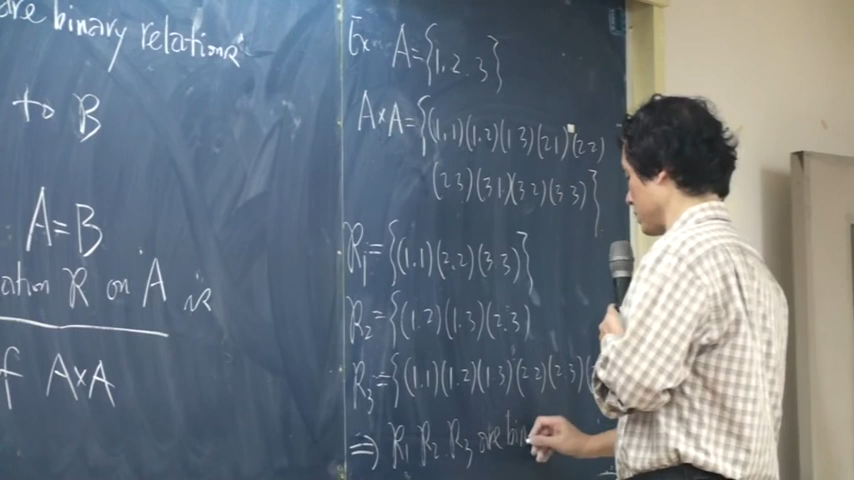 are binary relations
to B
A=B
ation R on A is
f A×A
Ex A={1,2,3}
A×A={(1,1)(1,2)(1,3)(2,1)(2,2)
(2,3)(3,1)(3,2)(3,3)}
R1={(1,1)(2,2)(3,3)}
R2={(1,2)(1,3)(2,3)
R3={(1,1)(1,2)(1,3)(2,2)(2,3)(
⇒ R1 R2 R3 are bin